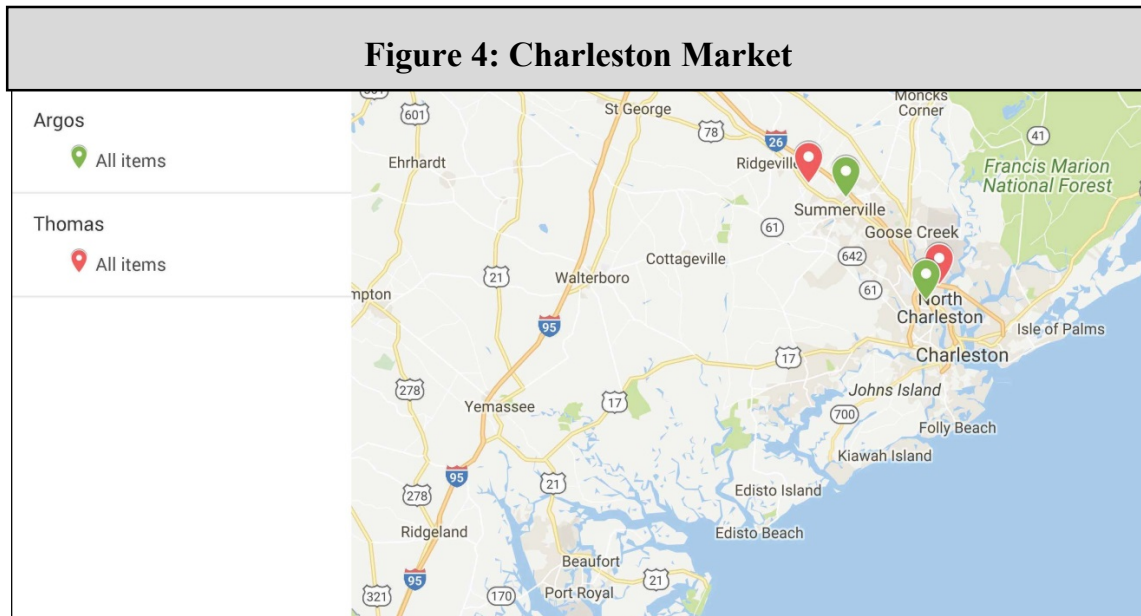 Figure 4: Charleston Market
Argos
All items
Thomas
All items
601
St George
Moncks
Corner
78
26
41
Ehrhardt
Ridgeville
Francis Marion
National Forest
Summerville
61
Goose Creek
642
Cottageville
21
Walterboro
61
mpton
North
Charleston
95
Isle of Palms
17
Charleston
278
Johns Island
Yemassee
17
700
Folly Beach
Kiawah Island
95
21
278
Edisto Island
Ridgeland
Edisto Beach
Beaufort
95
21
321
170
Port Royal